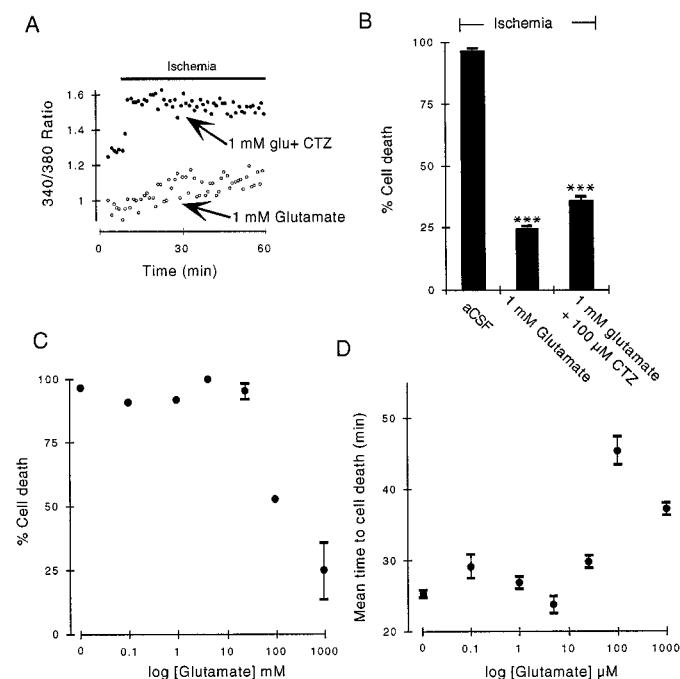 A
Ischemia
340/380 Ratio
1.6
1.4
1.2
1
1 mM glu+ CTZ
1 mM Glutamate
0
30
60
Time (min)
B
Ischemia
% Cell death
100
75
50
25
0
***
***
aCSF
1 mM Glutamate
1 mM glutamate
+ 100 µM CTZ
C
% Cell death
100
75
50
25
0
0
0.1
1
10
100
1000
log [Glutamate] mM
D
Mean time to cell death (min)
50
40
30
20
0
0.1
1
10
100
1000
log [Glutamate] µM